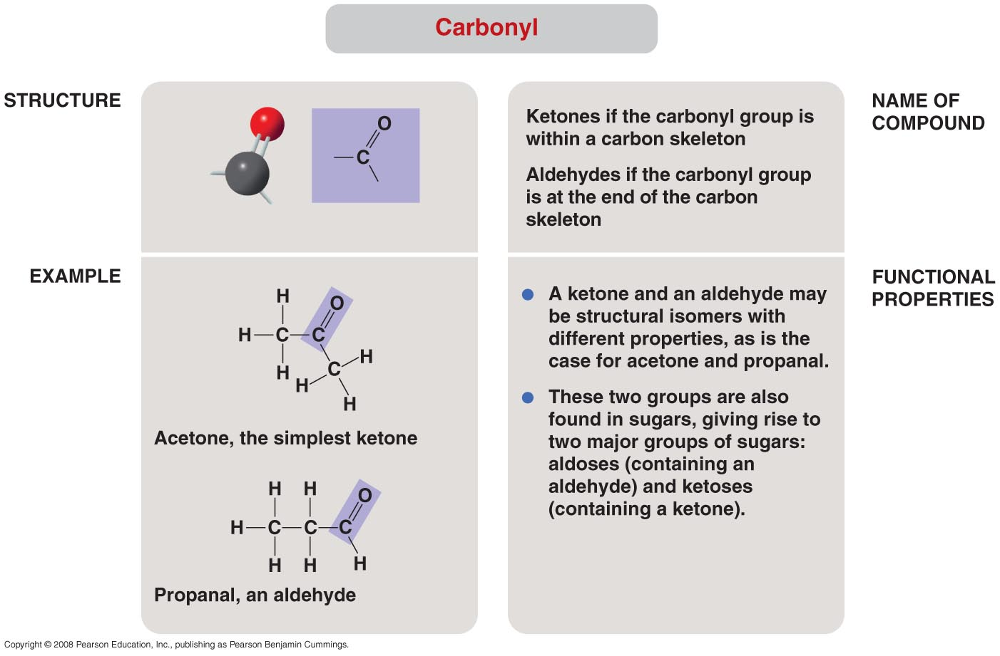 Carbonyl
STRUCTURE
O
C
Ketones if the carbonyl group is
within a carbon skeleton
Aldehydes if the carbonyl group
is at the end of the carbon
skeleton
NAME OF
COMPOUND
EXAMPLE
H O
H C C
H
H C H
H
Acetone, the simplest ketone
H H O
H C C C
H H H
Propanal, an aldehyde
A ketone and an aldehyde may
be structural isomers with
different properties, as is the
case for acetone and propanal.
These two groups are also
found in sugars, giving rise to
two major groups of sugars:
aldoses (containing an
aldehyde) and ketoses
(containing a ketone).
FUNCTIONAL
PROPERTIES
Copyright © 2008 Pearson Education, Inc., publishing as Pearson Benjamin Cummings.